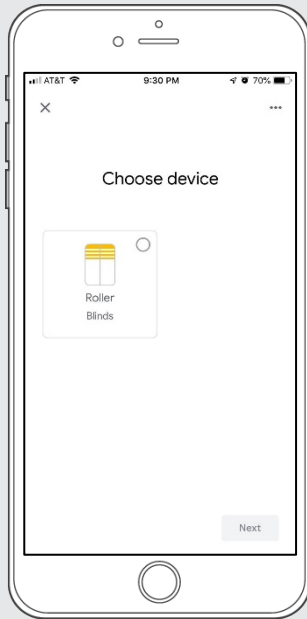 AT&T
9:30 PM
70%
Choose device
Roller
Blinds
Next